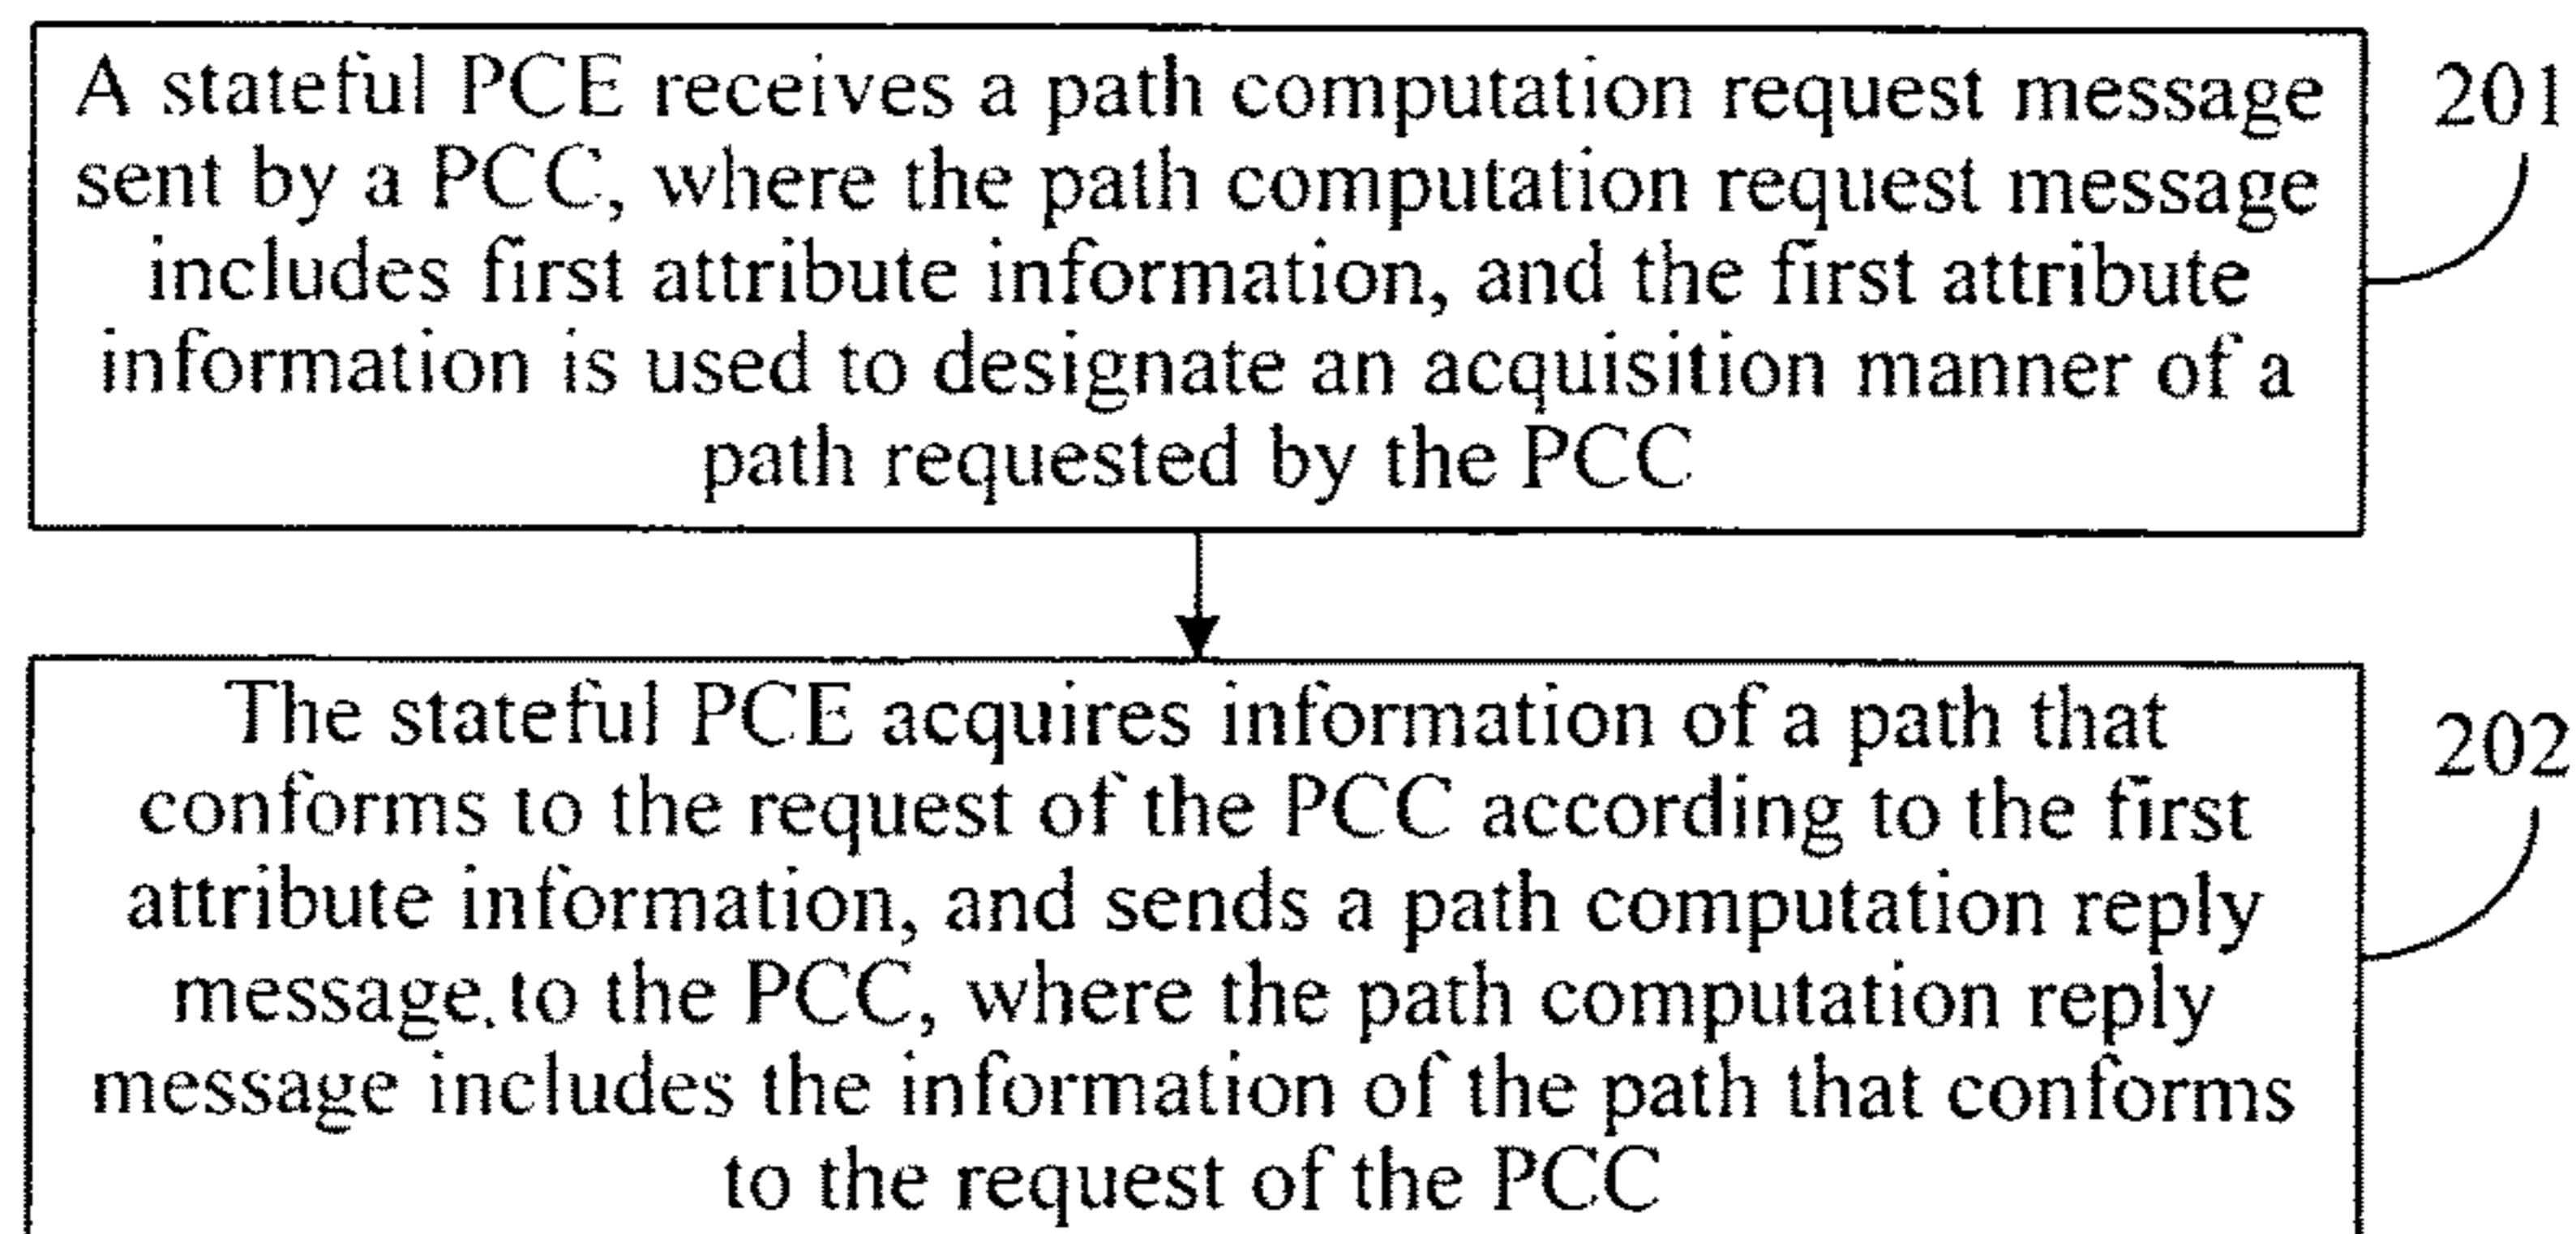 A stateful PCE receives a path computation request message
sent by a PCC, where the path computation request message
includes first attribute information, and the first attribute
information is used to designate an acquisition manner of a
path requested by the PCC
201
The stateful PCE acquires information of a path that
conforms to the request of the PCC according to the first
attribute information, and sends a path computation reply
message to the PCC, where the path computation reply
message includes the information of the path that conforms
to the request of the PCC
202